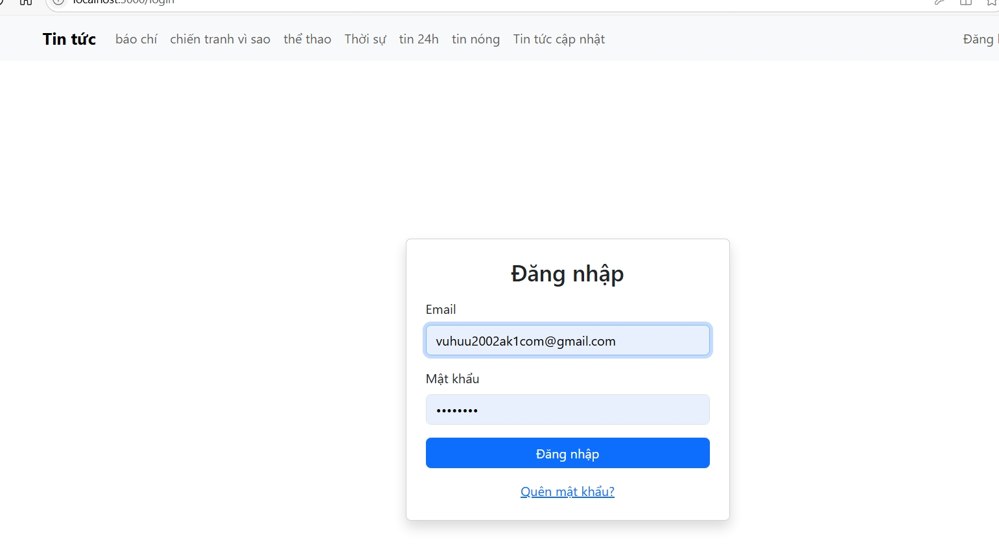 localhost:3000/login
Tin tức báo chí chiến tranh vì sao thể thao Thời sự tin 24h tin nóng Tin tức cập nhật Đăng
Đăng nhập
Email
vuhuu2002ak1com@gmail.com
Mật khẩu
••••••••
Đăng nhập
Quên mật khẩu?